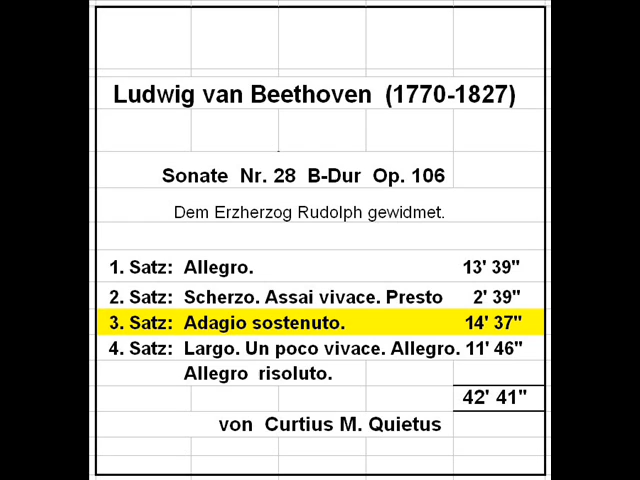 Ludwig van Beethoven (1770-1827)
Sonate Nr. 28 B-Dur Op. 106
Dem Erzherzog Rudolph gewidmet.
1. Satz: Allegro. 13' 39"
2. Satz: Scherzo. Assai vivace. Presto 2' 39"
3. Satz: Adagio sostenuto. 14' 37"
4. Satz: Largo. Un poco vivace. Allegro. 11' 46"
Allegro risoluto.
42' 41"
von Curtius M. Quietus